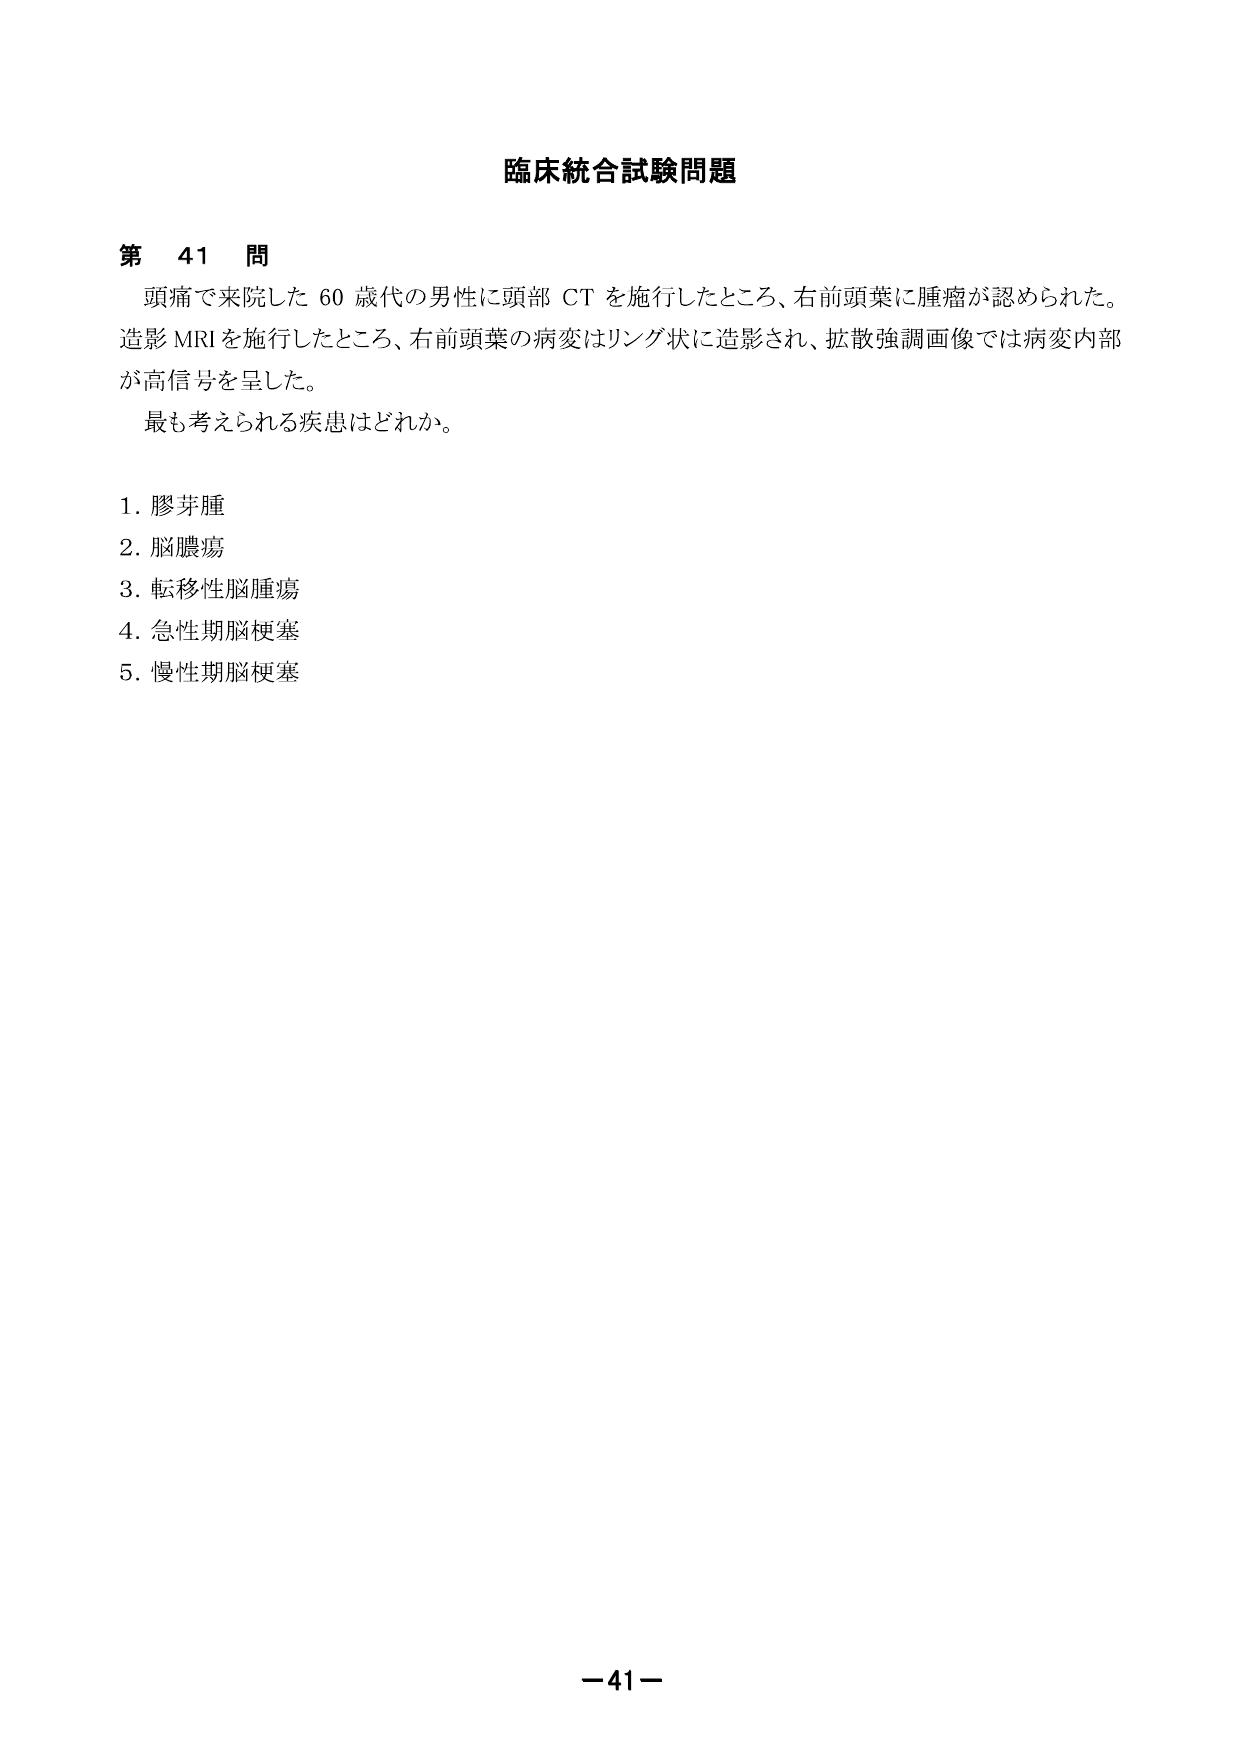 臨床統合試験問題
第 41 問
頭痛で来院した 60 歳代の男性に頭部 CT を施行したところ、右前頭葉に腫瘤が認められた。
造影 MRI を施行したところ、右前頭葉の病変はリング状に造影され、拡散強調画像では病変内部
が高信号を呈した。
最も考えられる疾患はどれか。
1. 膠芽腫
2. 脳膿瘍
3. 転移性脳腫瘍
4. 急性期脳梗塞
5. 慢性期脳梗塞
－41－